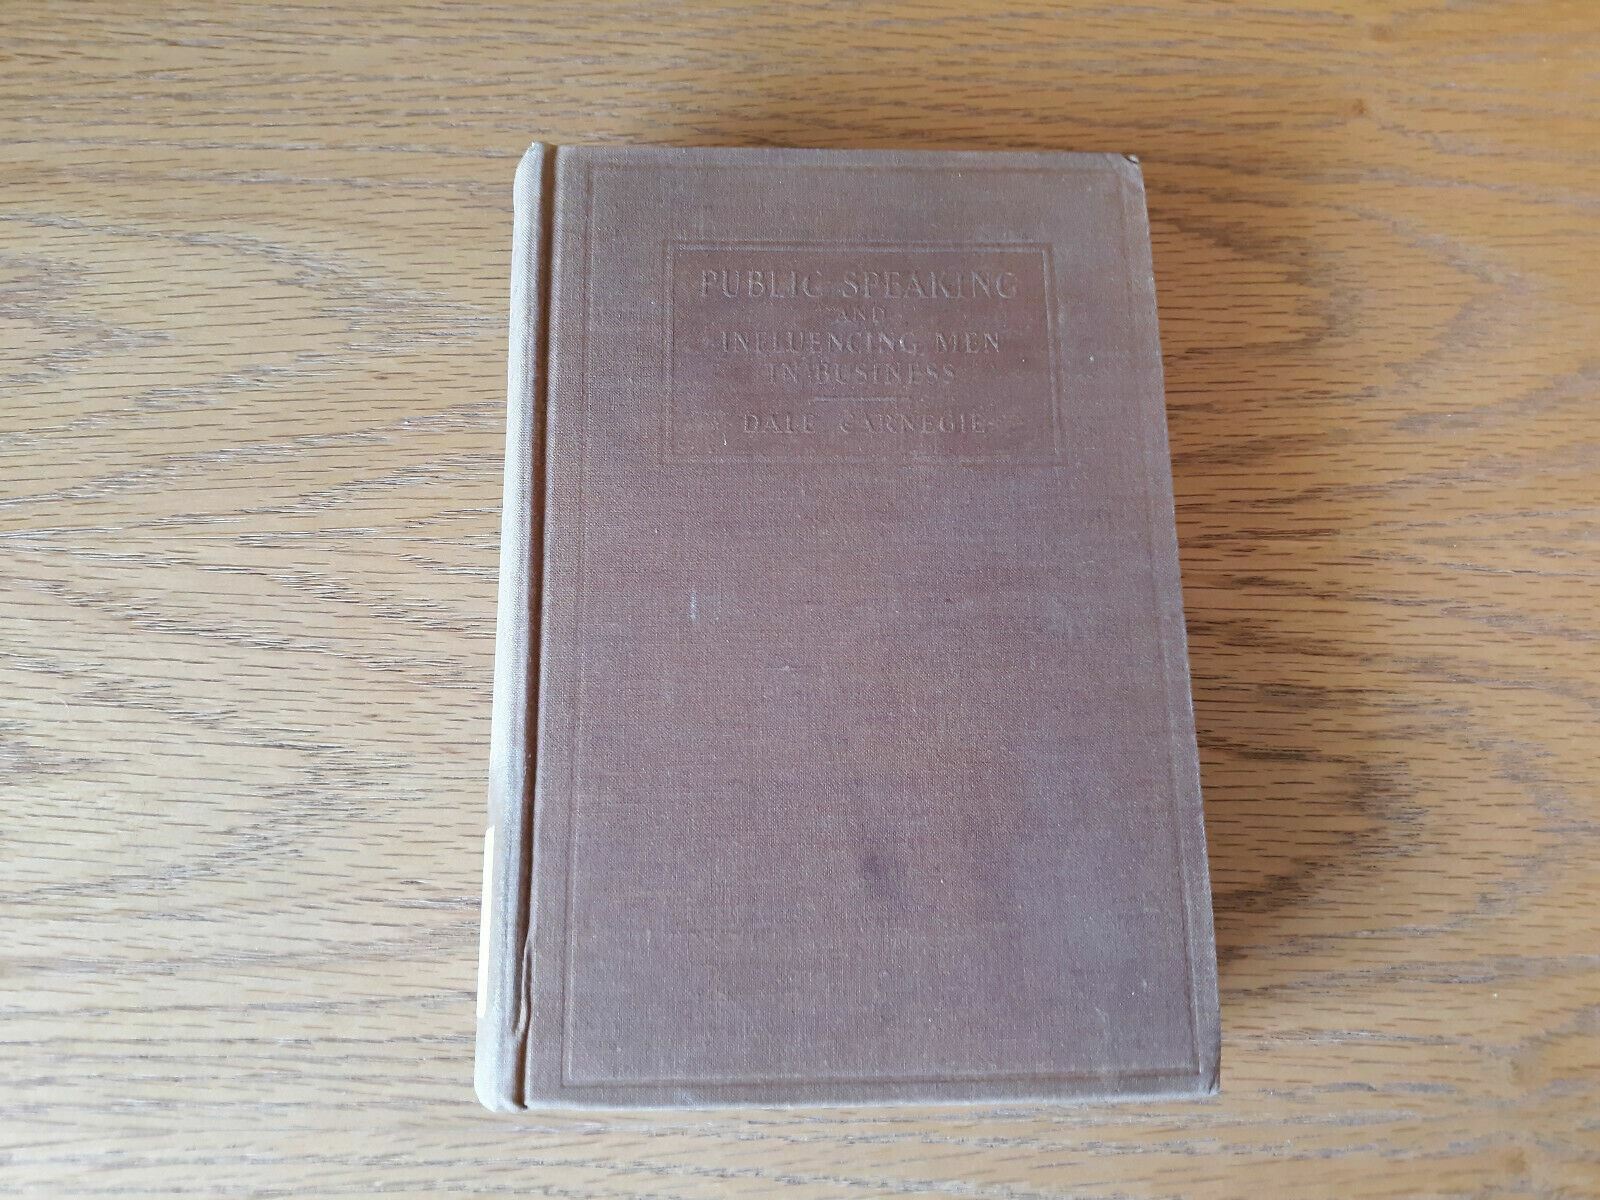 PUBLIC SPEAKING
AND
INFLUENCING MEN
IN BUSINESS
DALE CARNEGIE